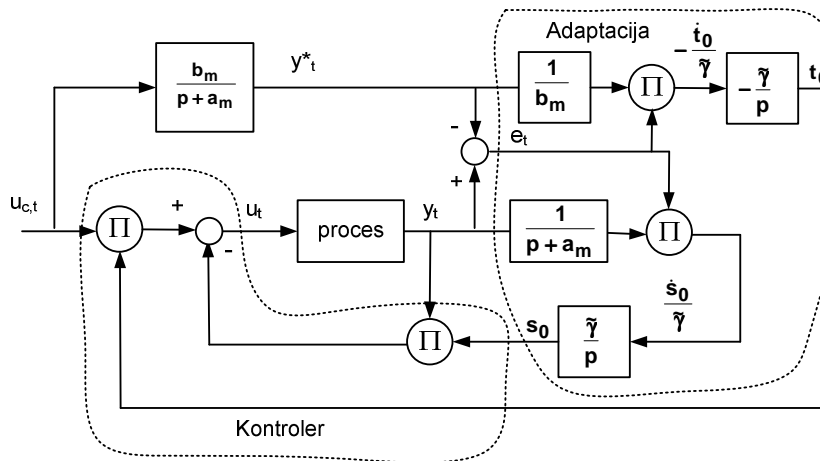 Adaptacija
b_m / (p + a_m)
y*_t
1 / b_m
Π
-ṫ_0 / γ̃
-γ̃ / p
t_0
-
e_t
+
u_c,t
Π
+
-
u_t
proces
y_t
1 / (p + a_m)
Π
ṡ_0 / γ̃
γ̃ / p
s_0
Π
Kontroler